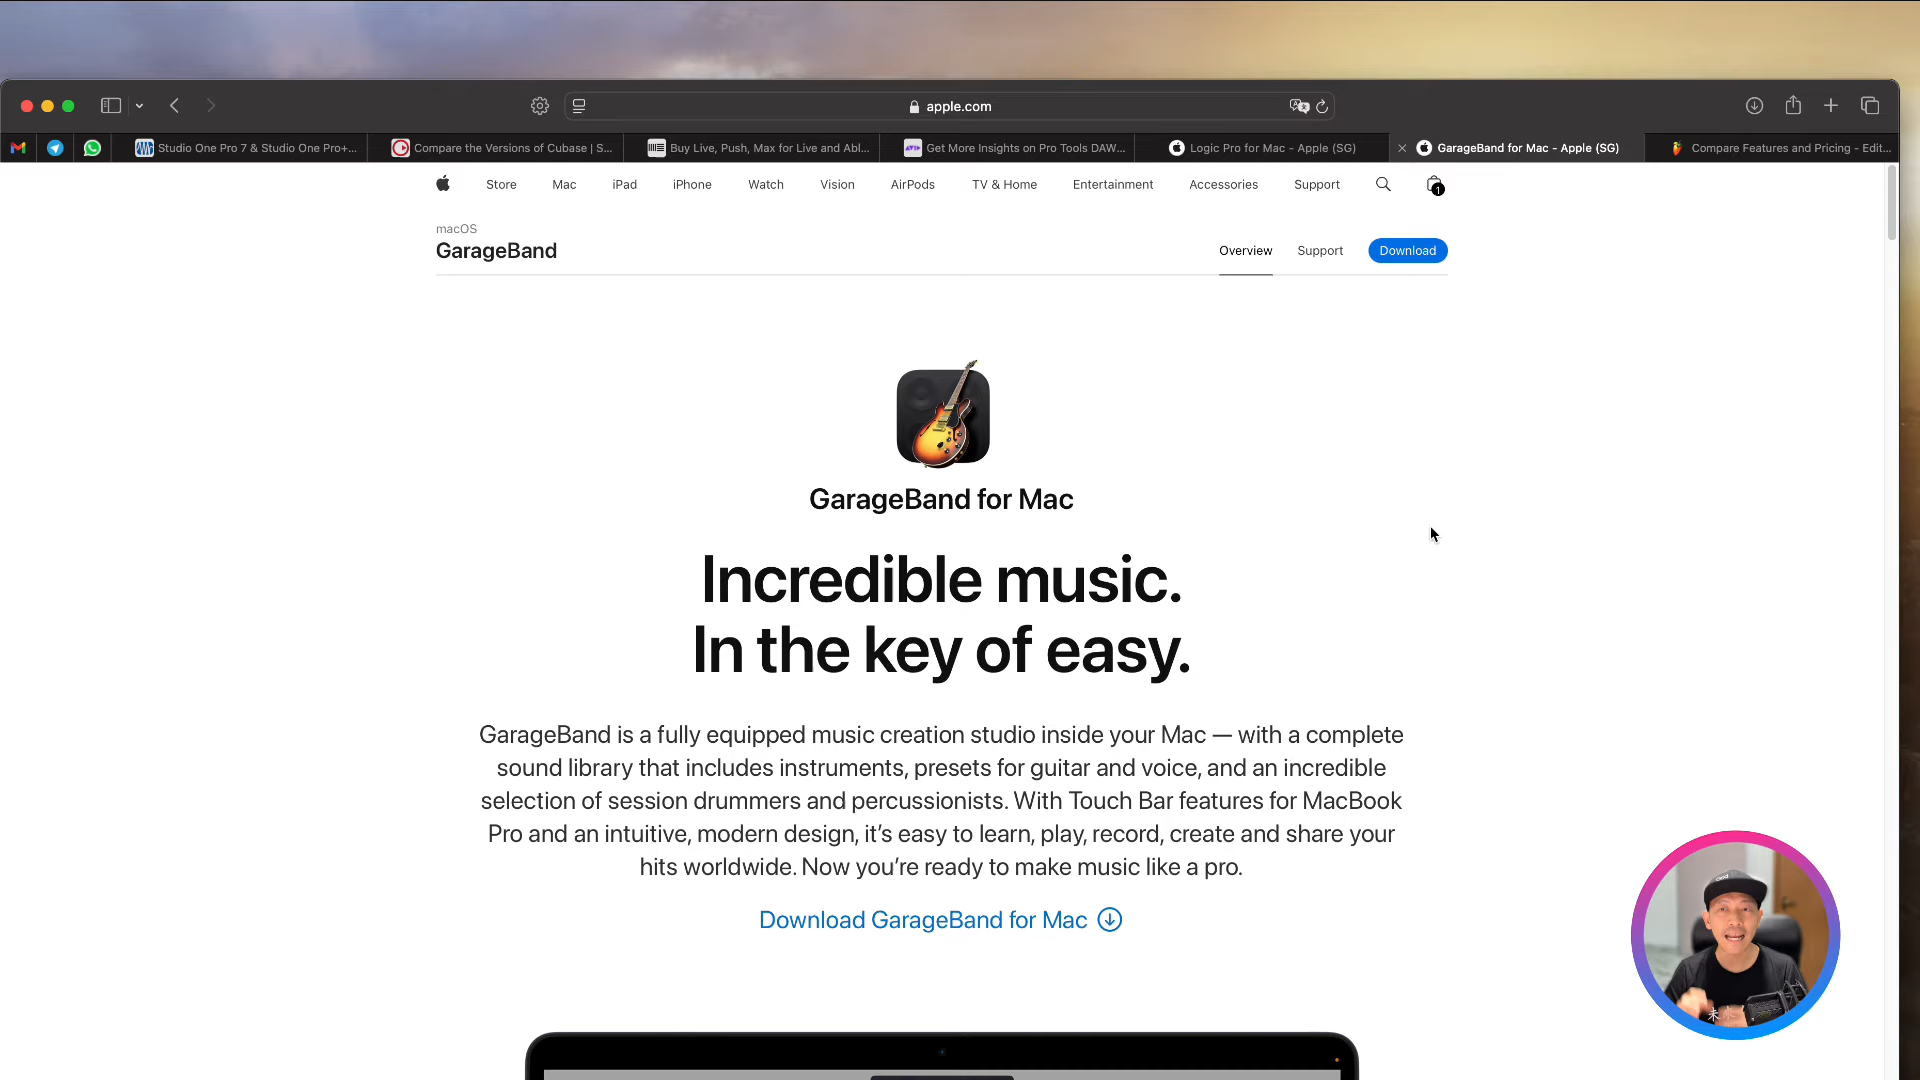 apple.com
Studio One Pro 7 & Studio One Pro+...
Compare the Versions of Cubase | S...
Buy Live, Push, Max for Live and Abl...
Get More Insights on Pro Tools DAW...
Logic Pro for Mac - Apple (SG)
GarageBand for Mac - Apple (SG)
Compare Features and Pricing - Edit...
Store Mac iPad iPhone Watch Vision AirPods TV & Home Entertainment Accessories Support
1
macOS
GarageBand
Overview Support Download
GarageBand for Mac
Incredible music.
In the key of easy.
GarageBand is a fully equipped music creation studio inside your Mac — with a complete
sound library that includes instruments, presets for guitar and voice, and an incredible
selection of session drummers and percussionists. With Touch Bar features for MacBook
Pro and an intuitive, modern design, it’s easy to learn, play, record, create and share your
hits worldwide. Now you’re ready to make music like a pro.
Download GarageBand for Mac